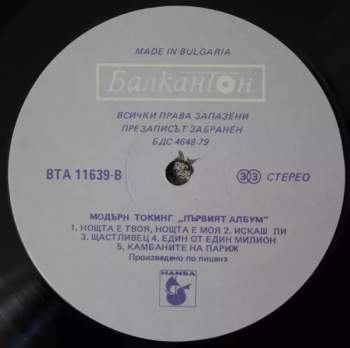 MADE IN BULGARIA
Балкантон
ВСИЧКИ ПРАВА ЗАПАЗЕНИ
ПРЕЗАПИСЪТ ЗАБРАНЕН
БДС 4648-79
ВТА 11639-В
33 СТЕРЕО
МОДЪРН ТОКИНГ „ПЪРВИЯТ АЛБУМ”
1. НОЩТА Е ТВОЯ, НОЩТА Е МОЯ 2. ИСКАШ ЛИ
3. ЩАСТЛИВЕЦ 4. ЕДИН ОТ ЕДИН МИЛИОН
5. КАМБАНИТЕ НА ПАРИЖ
Произведено по лиценз
HANSA